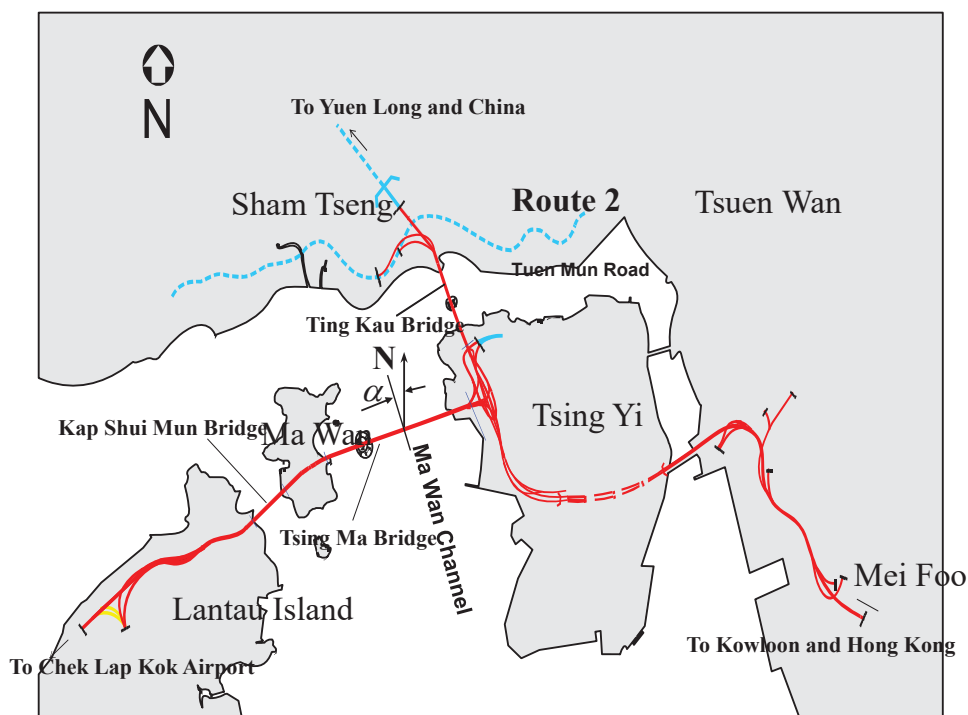 N
To Yuen Long and China
Sham Tseng
Route 2
Tsuen Wan
Tuen Mun Road
Ting Kau Bridge
N
α
Tsing Yi
Kap Shui Mun Bridge
Ma Wan
Ma Wan Channel
Tsing Ma Bridge
Mei Foo
Lantau Island
To Kowloon and Hong Kong
To Chek Lap Kok Airport